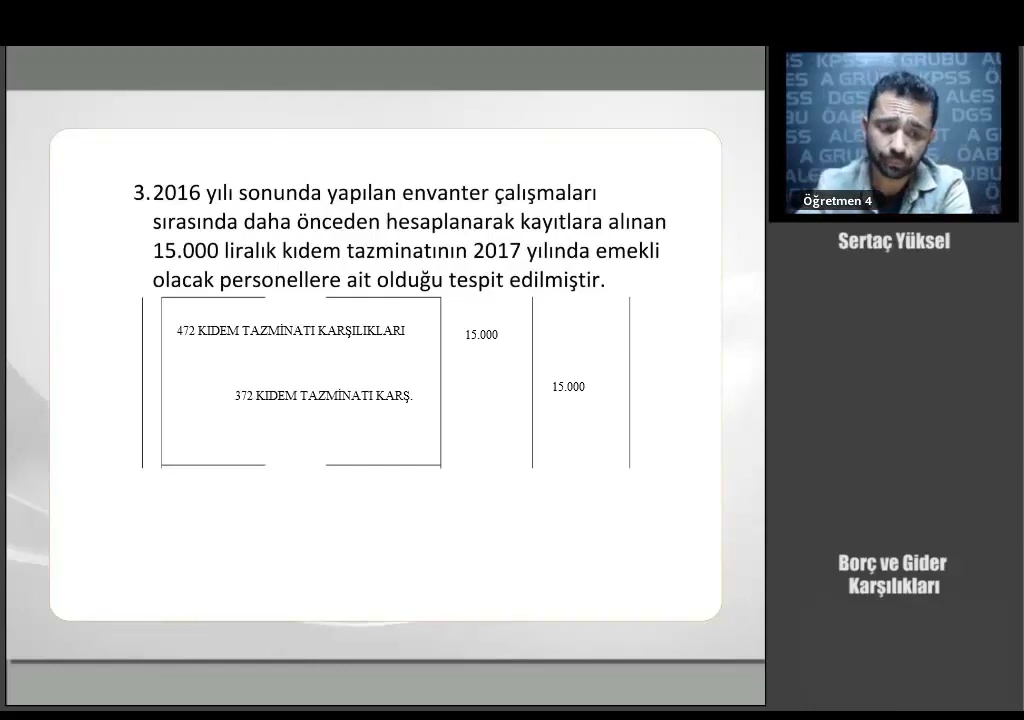 3. 2016 yılı sonunda yapılan envanter çalışmaları
sırasında daha önceden hesaplanarak kayıtlara alınan
15.000 liralık kıdem tazminatının 2017 yılında emekli
olacak personellere ait olduğu tespit edilmiştir.
472 KIDEM TAZMİNATI KARŞILIKLARI
15.000
15.000
372 KIDEM TAZMİNATI KARŞ.
Öğretmen 4
Sertaç Yüksel
Borç ve Gider
Karşılıkları